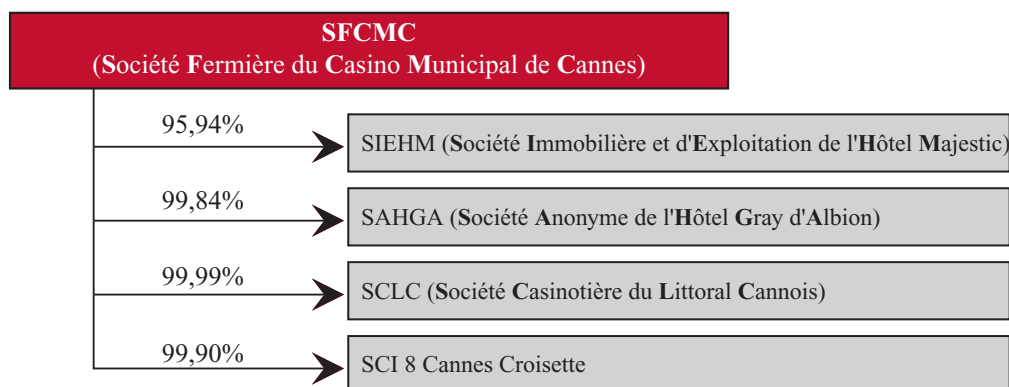 SFCMC
(Société Fermière du Casino Municipal de Cannes)
95,94%
SIEHM (Société Immobilière et d'Exploitation de l'Hôtel Majestic)
99,84%
SAHGA (Société Anonyme de l'Hôtel Gray d'Albion)
99,99%
SCLC (Société Casinotière du Littoral Cannois)
99,90%
SCI 8 Cannes Croisette